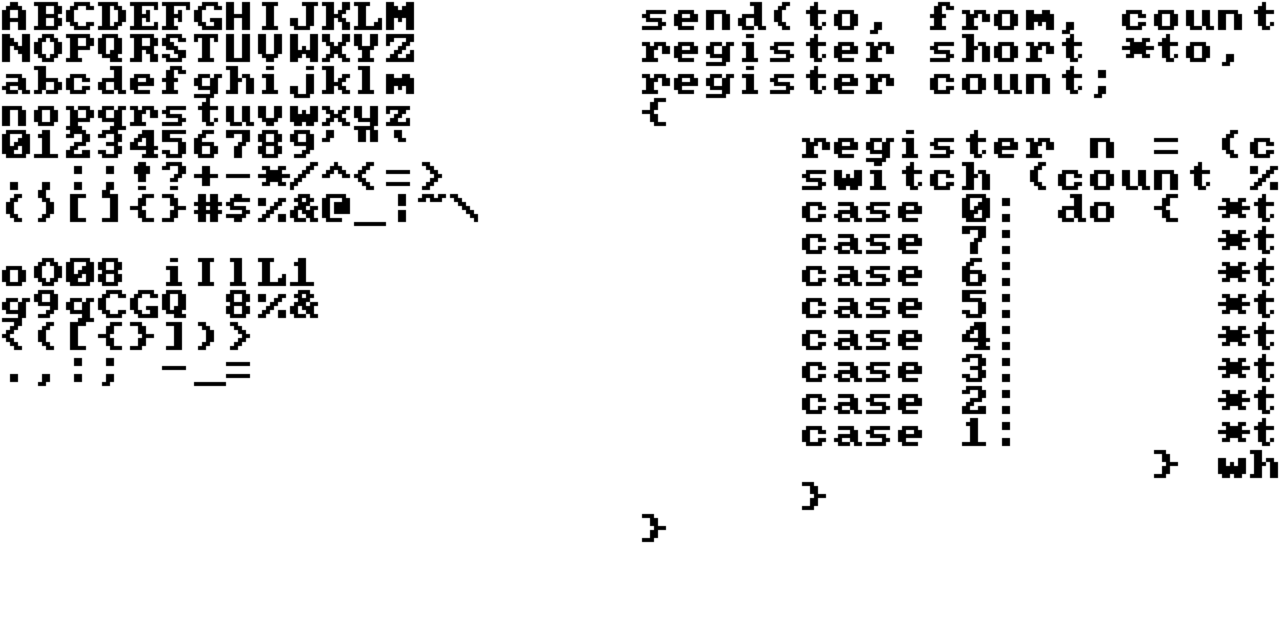 ABCDEFGHIJKLM
NOPQRSTUVWXYZ
abcdefghijklm
nopqrstuvwxyz
0123456789'"`
.,:;!?+-*/^<=>
()[]{}#$%&@_|~\
oO08 iIlL1
g9qCGQ 8%&
<([{}])>
.,:; -_=
send(to, from, count
register short *to,
register count;
{
register n = (c
switch (count %
case 0: do { *t
case 7: *t
case 6: *t
case 5: *t
case 4: *t
case 3: *t
case 2: *t
case 1: *t
} wh
}
}